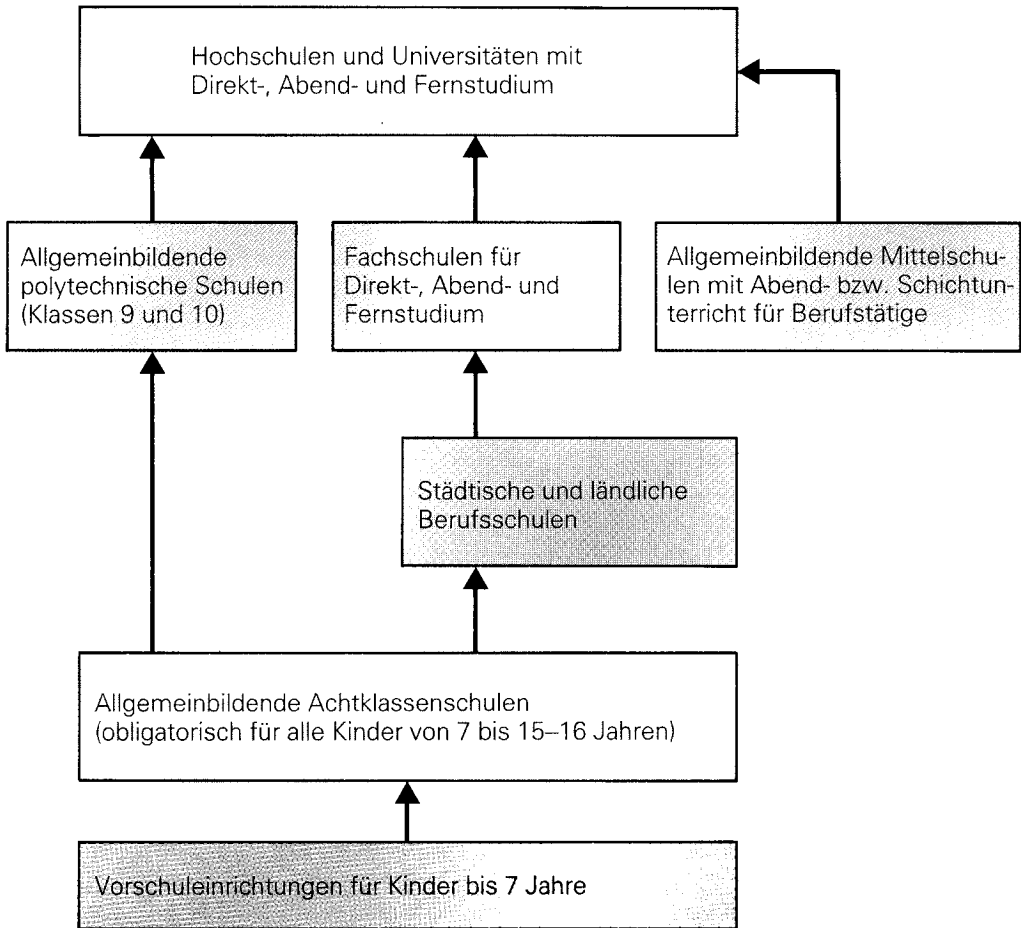 Hochschulen und Universitäten mit
Direkt-, Abend- und Fernstudium
Allgemeinbildende
polytechnische Schulen
(Klassen 9 und 10)
Fachschulen für
Direkt-, Abend- und
Fernstudium
Allgemeinbildende Mittelschu-
len mit Abend- bzw. Schichtun-
terricht für Berufstätige
Städtische und ländliche
Berufsschulen
Allgemeinbildende Achtklassenschulen
(obligatorisch für alle Kinder von 7 bis 15–16 Jahren)
Vorschuleinrichtungen für Kinder bis 7 Jahre